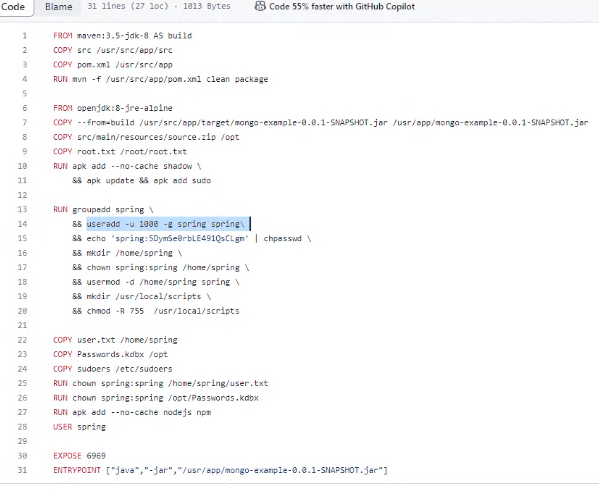 Code Blame 31 lines (27 loc) · 1013 Bytes Code 55% faster with GitHub Copilot
1 FROM maven:3.5-jdk-8 AS build
2 COPY src /usr/src/app/src
3 COPY pom.xml /usr/src/app
4 RUN mvn -f /usr/src/app/pom.xml clean package
5
6 FROM openjdk:8-jre-alpine
7 COPY --from=build /usr/src/app/target/mongo-example-0.0.1-SNAPSHOT.jar /usr/app/mongo-example-0.0.1-SNAPSHOT.jar
8 COPY src/main/resources/source.zip /opt
9 COPY root.txt /root/root.txt
10 RUN apk add --no-cache shadow \
11 && apk update && apk add sudo
12
13 RUN groupadd spring \
14 && useradd -u 1000 -g spring spring\
15 && echo 'spring:5DymSe0rbLE491QsCLgm' | chpasswd \
16 && mkdir /home/spring \
17 && chown spring:spring /home/spring \
18 && usermod -d /home/spring spring \
19 && mkdir /usr/local/scripts \
20 && chmod -R 755 /usr/local/scripts
21
22 COPY user.txt /home/spring
23 COPY Passwords.kdbx /opt
24 COPY sudoers /etc/sudoers
25 RUN chown spring:spring /home/spring/user.txt
26 RUN chown spring:spring /opt/Passwords.kdbx
27 RUN apk add --no-cache nodejs npm
28 USER spring
29
30 EXPOSE 6969
31 ENTRYPOINT ["java","-jar","/usr/app/mongo-example-0.0.1-SNAPSHOT.jar"]